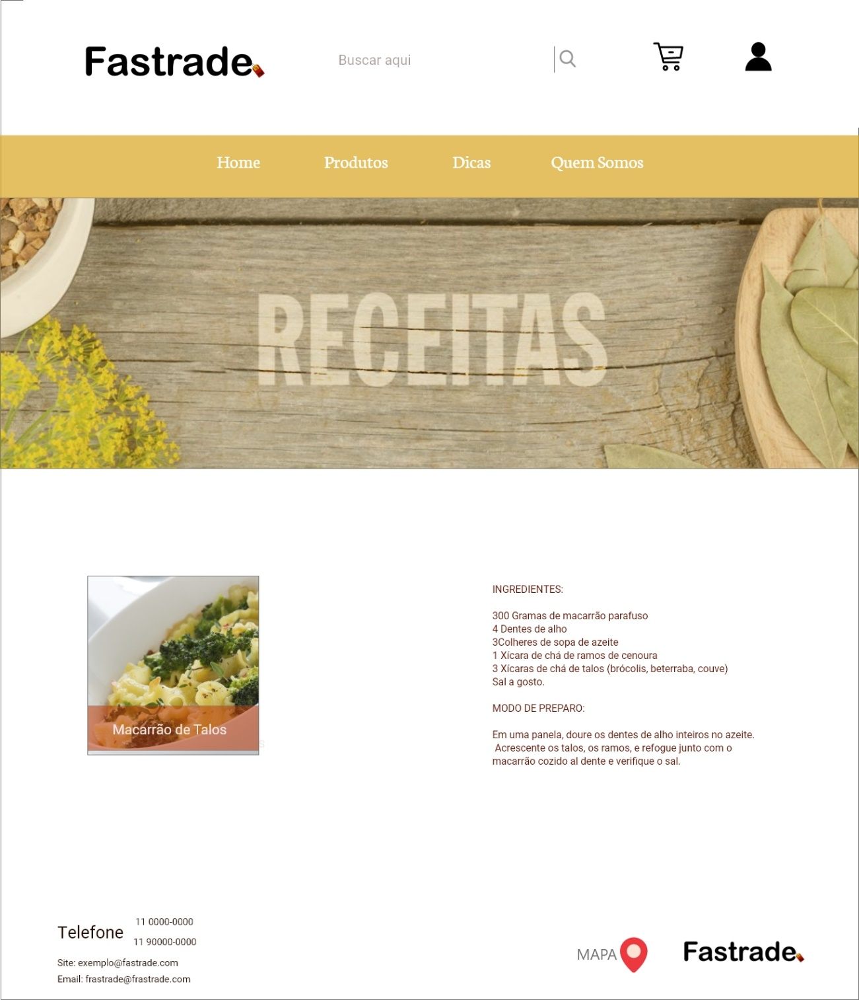 Fastrade
Buscar aqui
Home Produtos Dicas Quem Somos
RECEITAS
Macarrão de Talos
s
INGREDIENTES:
300 Gramas de macarrão parafuso
4 Dentes de alho
3Colheres de sopa de azeite
1 Xícara de chá de ramos de cenoura
3 Xícaras de chá de talos (brócolis, beterraba, couve)
Sal a gosto.
MODO DE PREPARO:
Em uma panela, doure os dentes de alho inteiros no azeite.
Acrescente os talos, os ramos, e refogue junto com o
macarrão cozido al dente e verifique o sal.
Telefone
11 0000-0000
11 90000-0000
Site: exemplo@fastrade.com
Email: frastrade@frastrade.com
MAPA
Fastrade